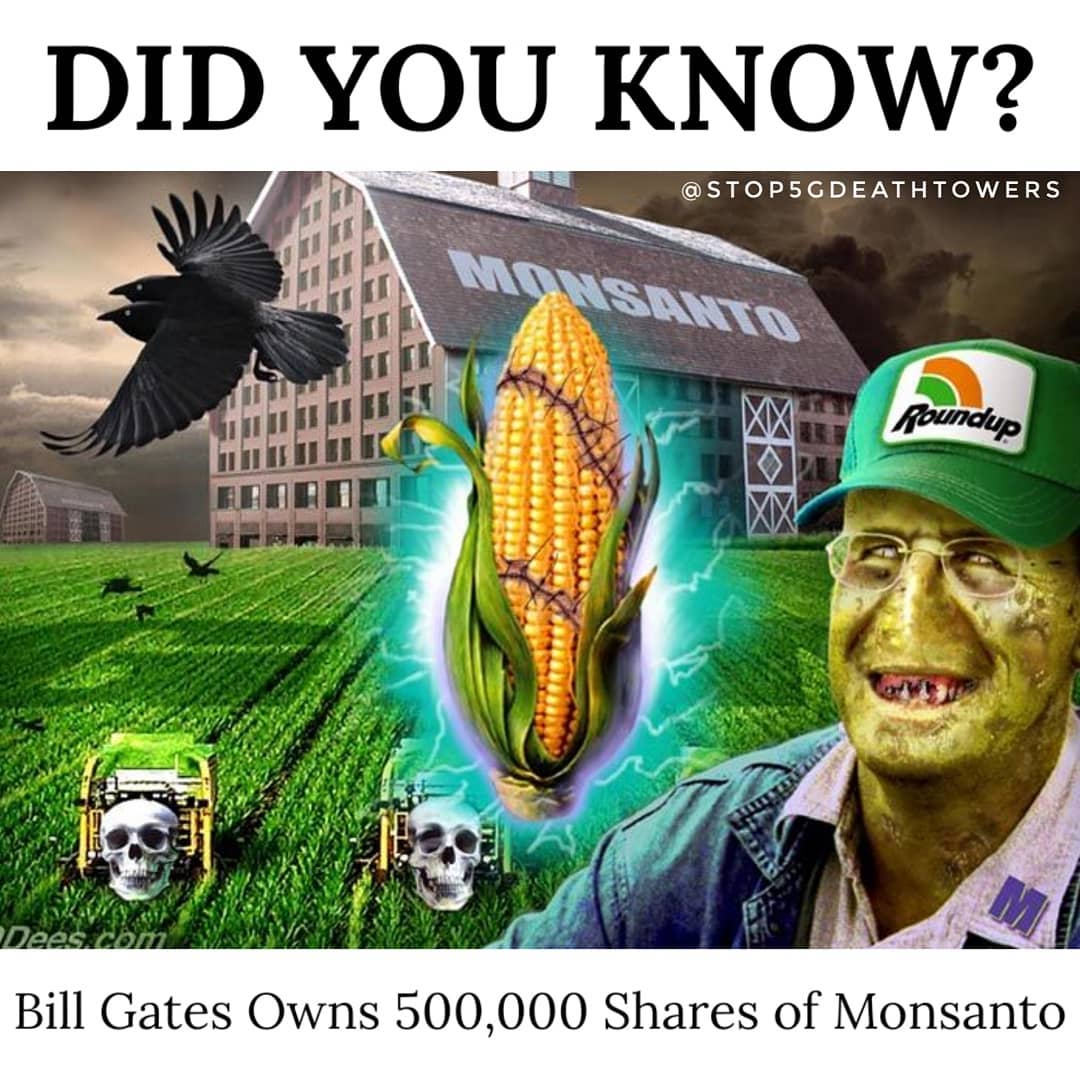 DID YOU KNOW?
@STOP5GDEATHTOWERS
MONSANTO
Roundup
M
Dees.com
Bill Gates Owns 500,000 Shares of Monsanto